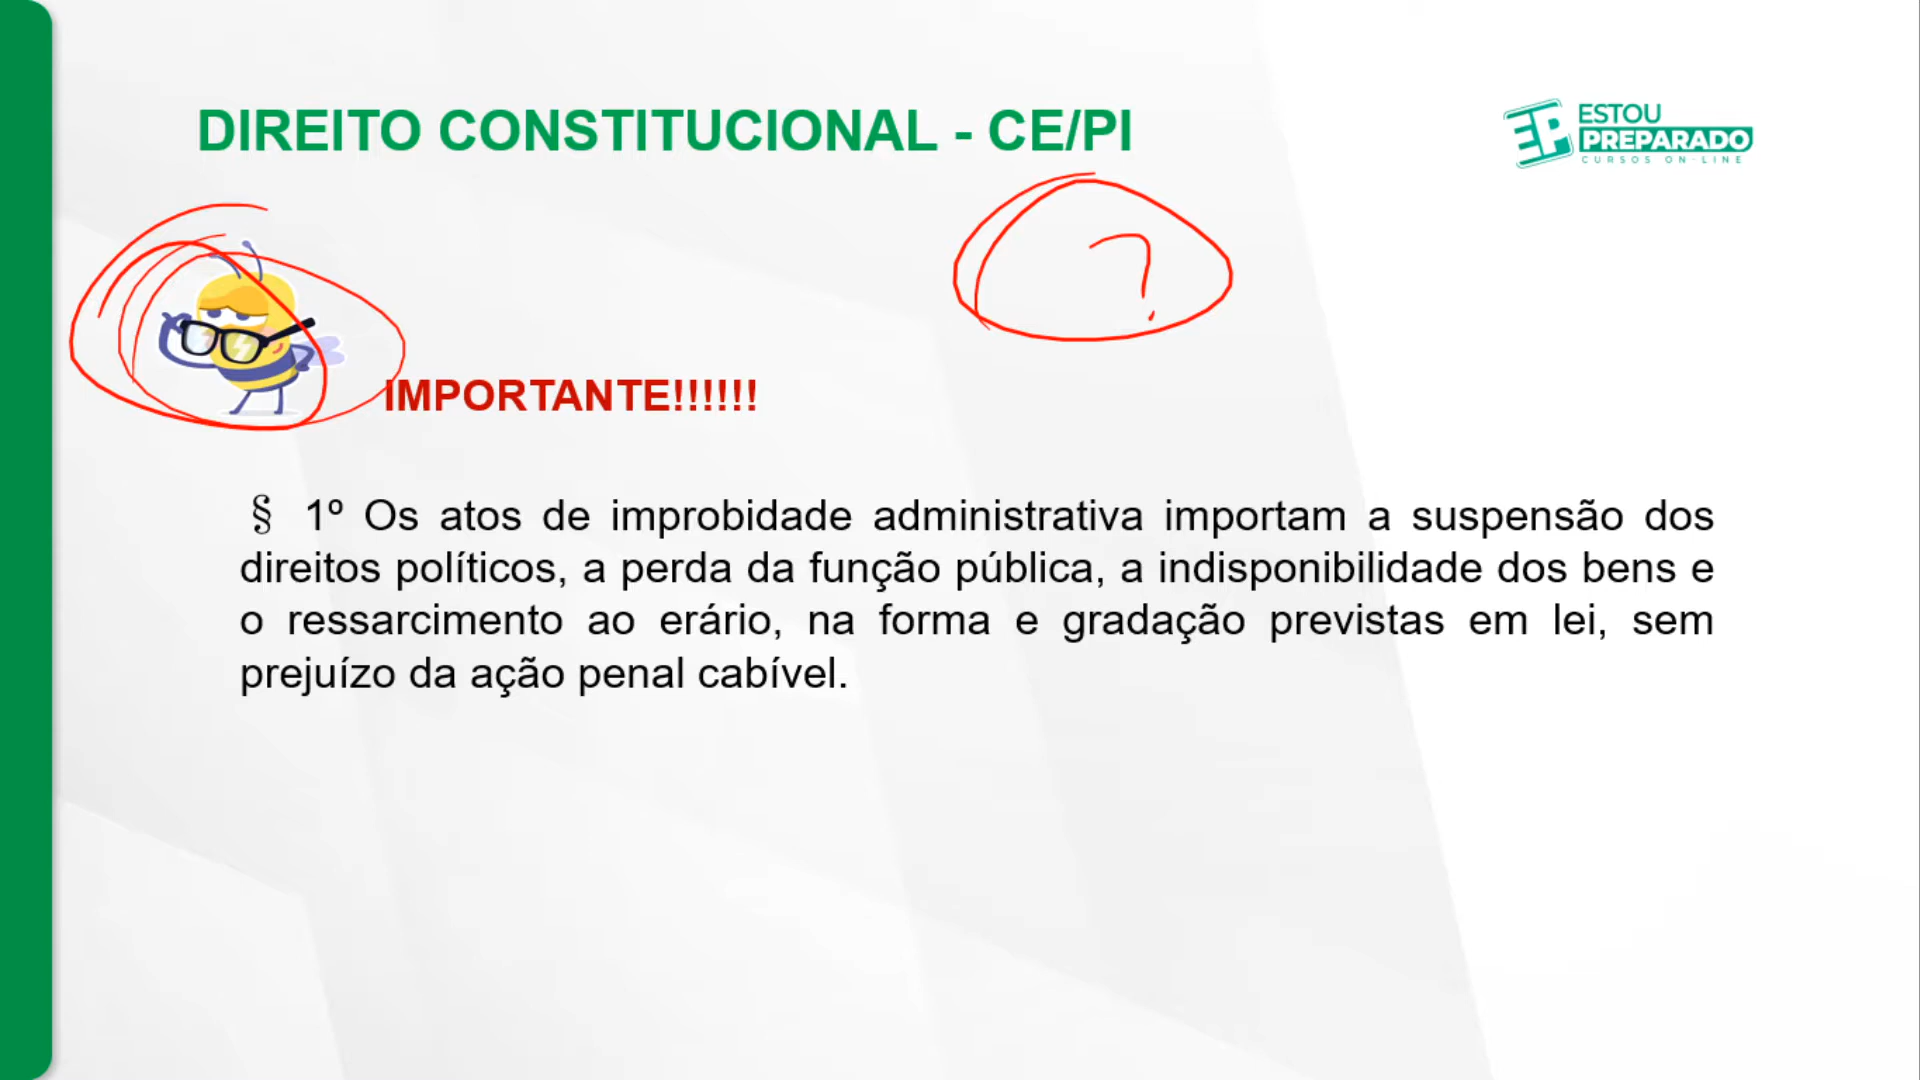 DIREITO CONSTITUCIONAL - CE/PI
ESTOU
PREPARADO
CURSOS ON-LINE
EP
?
IMPORTANTE!!!!!!
§ 1º Os atos de improbidade administrativa importam a suspensão dos
direitos políticos, a perda da função pública, a indisponibilidade dos bens e
o ressarcimento ao erário, na forma e gradação previstas em lei, sem
prejuízo da ação penal cabível.